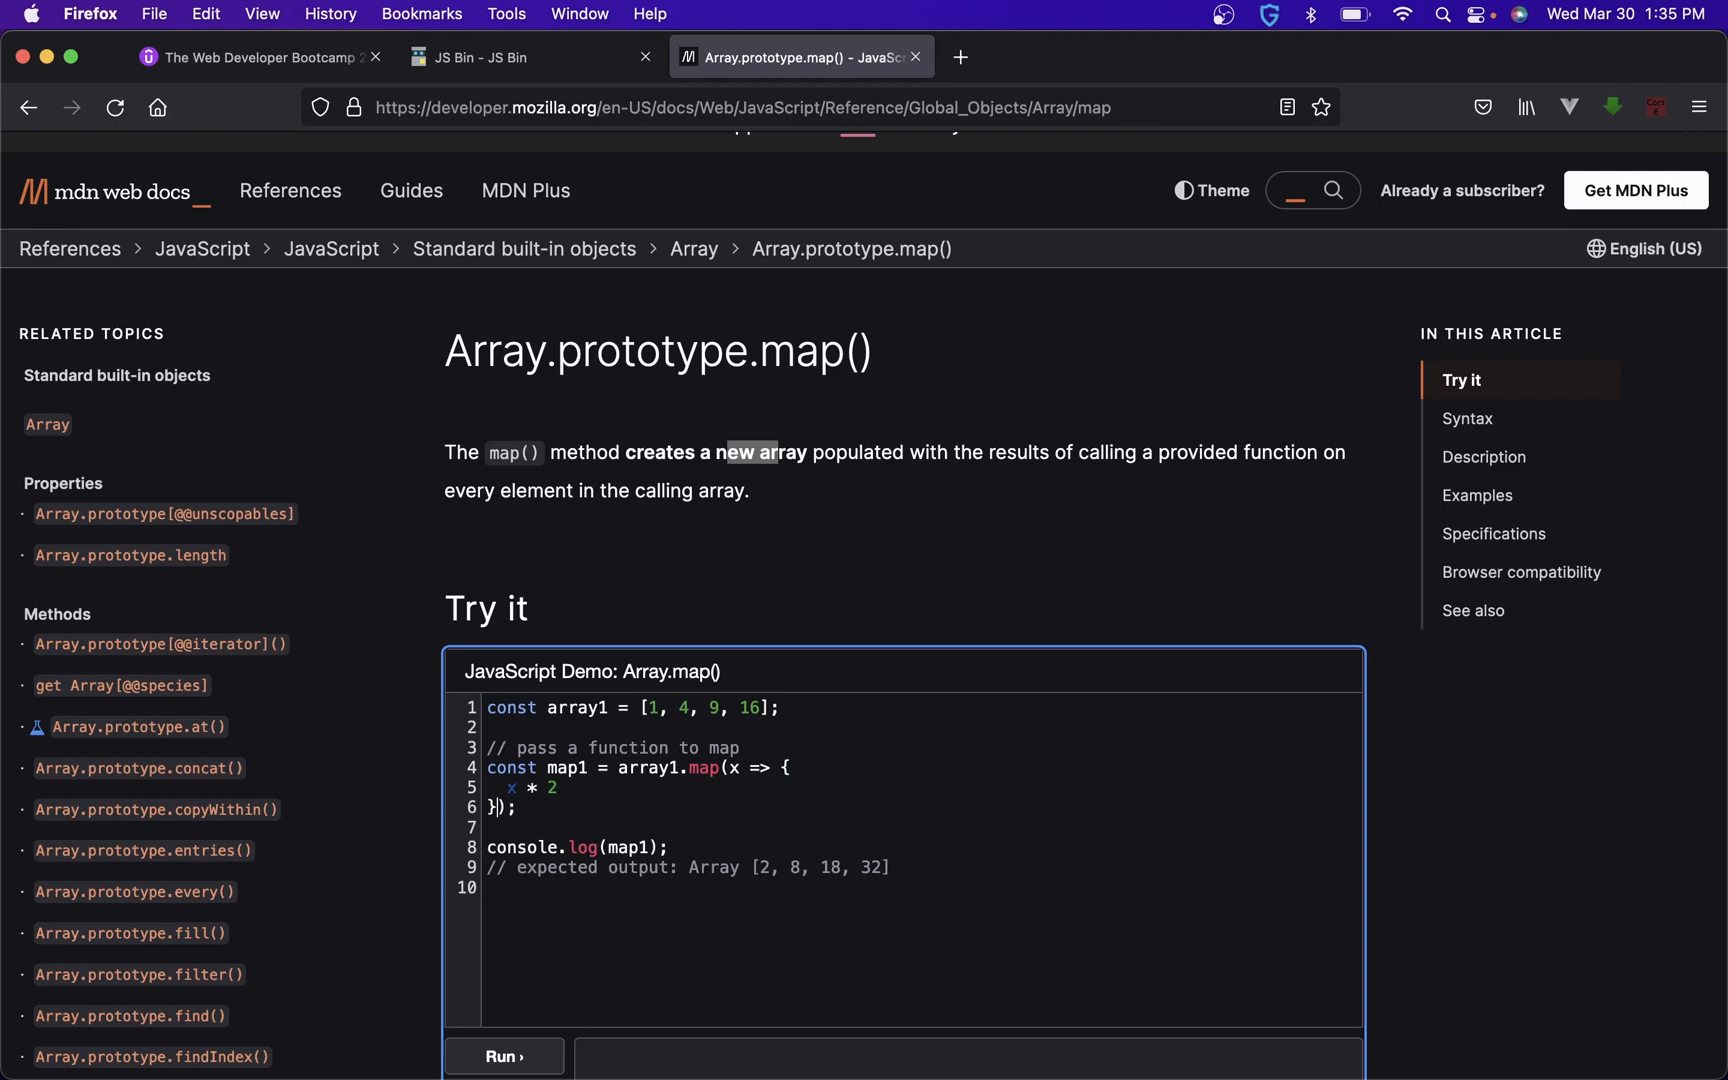 Firefox File Edit View History Bookmarks Tools Window Help Wed Mar 30 1:35 PM
The Web Developer Bootcamp 2 JS Bin - JS Bin Array.prototype.map() - JavaScr
https://developer.mozilla.org/en-US/docs/Web/JavaScript/Reference/Global_Objects/Array/map
mdn web docs_ References Guides MDN Plus Theme Already a subscriber? Get MDN Plus
References > JavaScript > JavaScript > Standard built-in objects > Array > Array.prototype.map() English (US)
RELATED TOPICS
Standard built-in objects
Array
Properties
· Array.prototype[@@unscopables]
· Array.prototype.length
Methods
· Array.prototype[@@iterator]()
· get Array[@@species]
· Array.prototype.at()
· Array.prototype.concat()
· Array.prototype.copyWithin()
· Array.prototype.entries()
· Array.prototype.every()
· Array.prototype.fill()
· Array.prototype.filter()
· Array.prototype.find()
· Array.prototype.findIndex()
Array.prototype.map()
The map() method creates a new array populated with the results of calling a provided function on
every element in the calling array.
Try it
JavaScript Demo: Array.map()
1 const array1 = [1, 4, 9, 16];
2
3 // pass a function to map
4 const map1 = array1.map(x => {
5 x * 2
6 });
7
8 console.log(map1);
9 // expected output: Array [2, 8, 18, 32]
10
Run ›
IN THIS ARTICLE
Try it
Syntax
Description
Examples
Specifications
Browser compatibility
See also